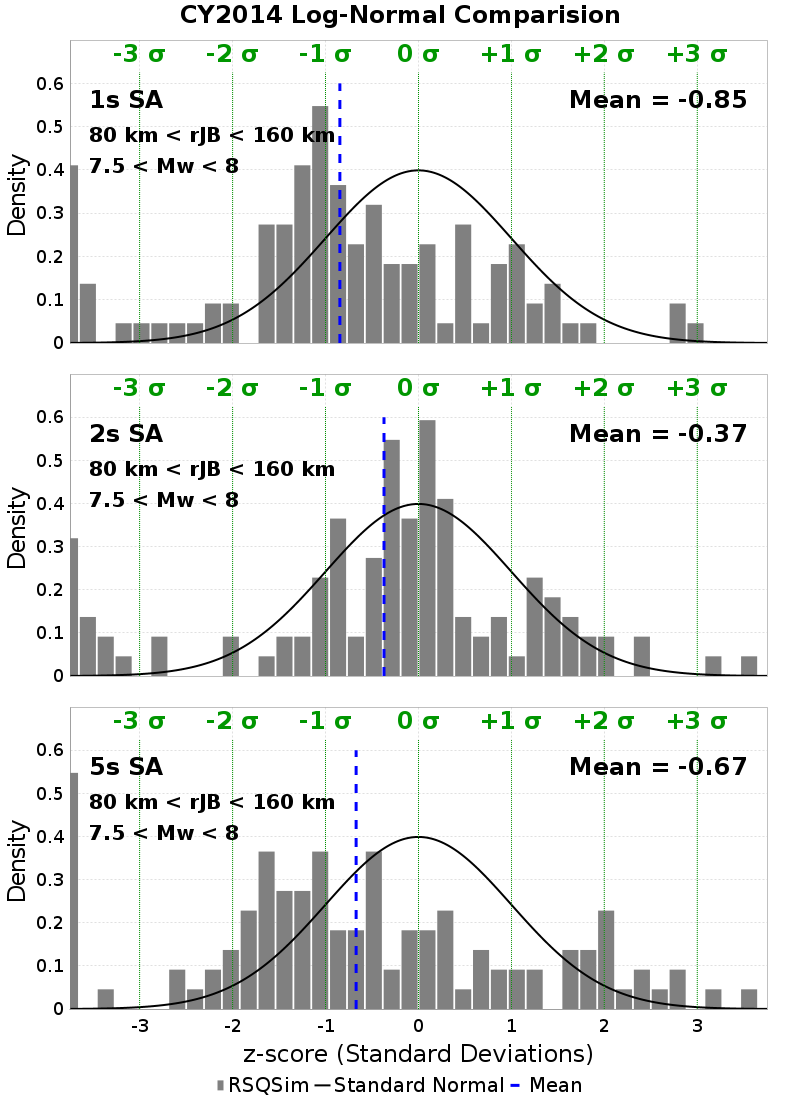 CY2014 Log-Normal Comparision
-3 σ -2 σ -1 σ 0 σ +1 σ +2 σ +3 σ
1s SA
Mean = -0.85
80 km < rJB < 160 km
7.5 < Mw < 8
Density
0.6
0.5
0.4
0.3
0.2
0.1
0
-3 σ -2 σ -1 σ 0 σ +1 σ +2 σ +3 σ
2s SA
Mean = -0.37
80 km < rJB < 160 km
7.5 < Mw < 8
Density
0.6
0.5
0.4
0.3
0.2
0.1
0
-3 σ -2 σ -1 σ 0 σ +1 σ +2 σ +3 σ
5s SA
Mean = -0.67
80 km < rJB < 160 km
7.5 < Mw < 8
Density
0.6
0.5
0.4
0.3
0.2
0.1
0
-3 -2 -1 0 1 2 3
z-score (Standard Deviations)
RSQSim Standard Normal Mean